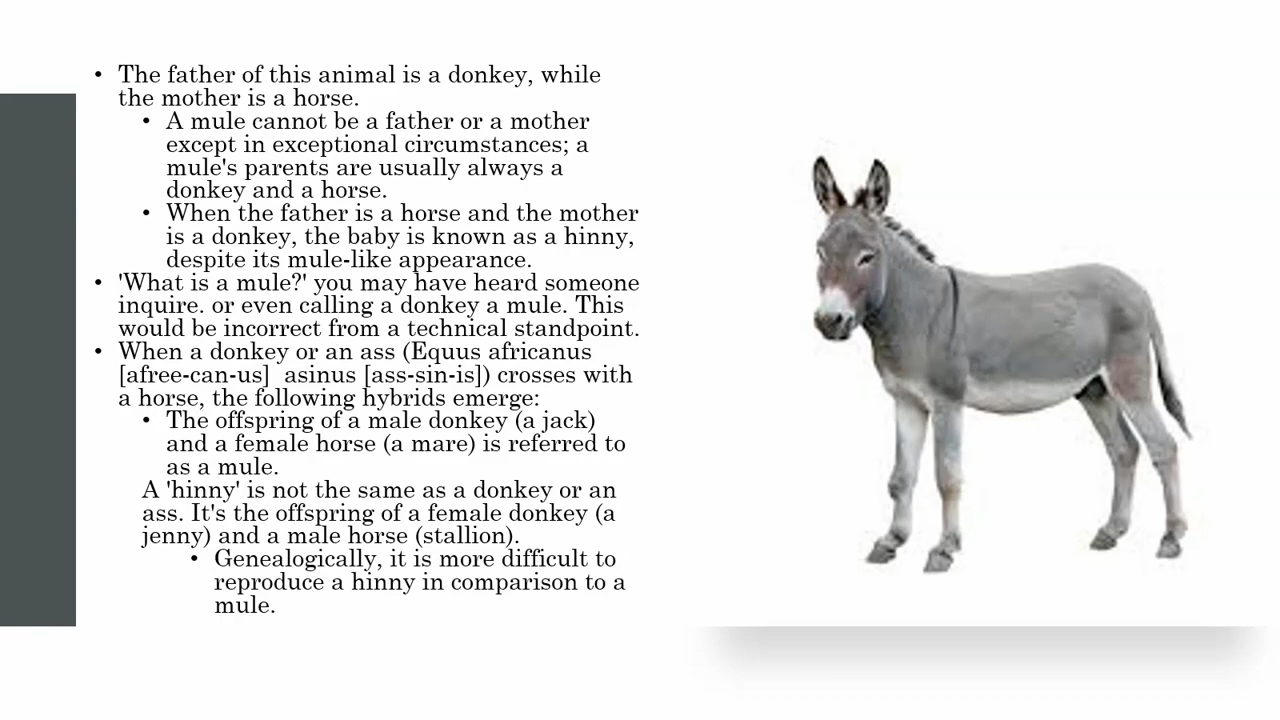 • The father of this animal is a donkey, while
the mother is a horse.
• A mule cannot be a father or a mother
except in exceptional circumstances; a
mule's parents are usually always a
donkey and a horse.
• When the father is a horse and the mother
is a donkey, the baby is known as a hinny,
despite its mule-like appearance.
• 'What is a mule?' you may have heard someone
inquire. or even calling a donkey a mule. This
would be incorrect from a technical standpoint.
• When a donkey or an ass (Equus africanus
[afree-can-us]  asinus [ass-sin-is]) crosses with
a horse, the following hybrids emerge:
• The offspring of a male donkey (a jack)
and a female horse (a mare) is referred to
as a mule.
A 'hinny' is not the same as a donkey or an
ass. It's the offspring of a female donkey (a
jenny) and a male horse (stallion).
• Genealogically, it is more difficult to
reproduce a hinny in comparison to a
mule.